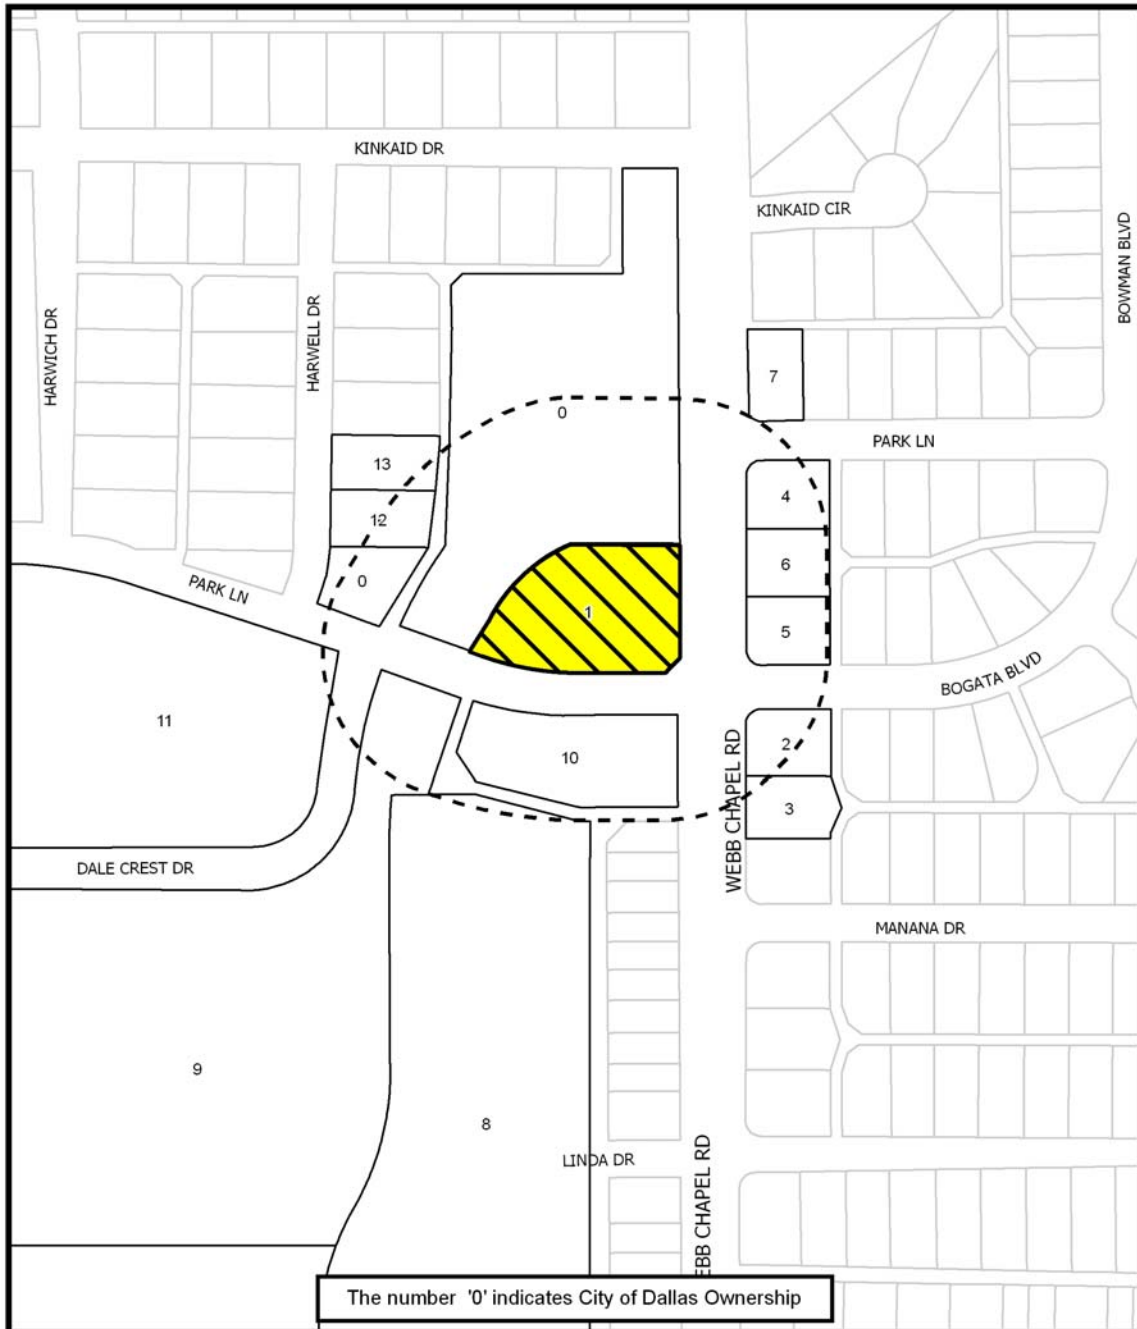 KINKAID DR
KINKAID CIR
BOWMAN BLVD
HARWICH DR
HARWELL DR
7
0
PARK LN
13
4
12
6
0
PARK LN
1
5
BOGATA BLVD
11
2
10
WEBB CHAPEL RD
3
DALE CREST DR
MANANA DR
9
8
LINDA DR
EBB CHAPEL RD
The number '0' indicates City of Dallas Ownership